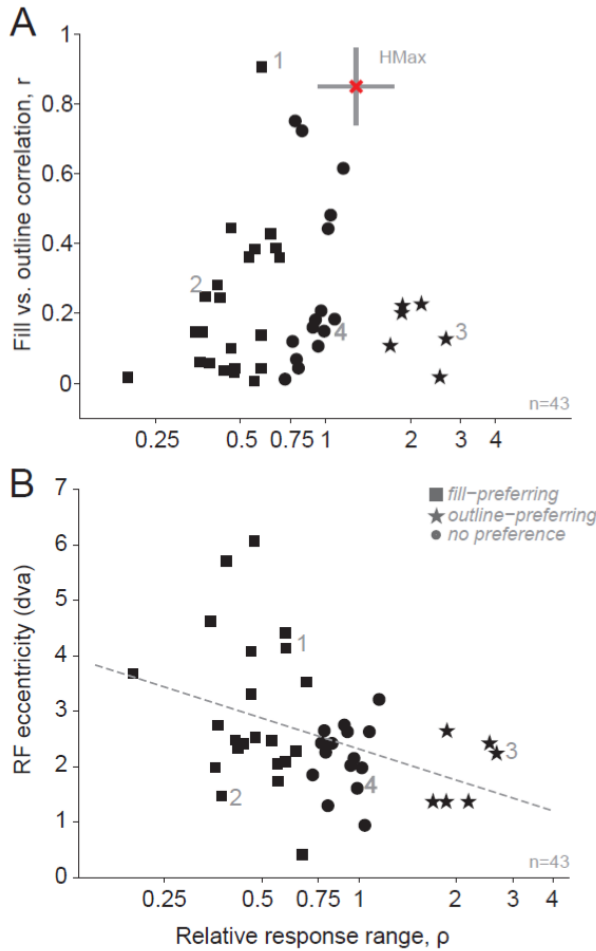 A
Fill vs. outline correlation, r
1
0.8
0.6
0.4
0.2
0
1
HMax
2
4
3
n=43
0.25 0.5 0.75 1 2 3 4
B
RF eccentricity (dva)
7
6
5
4
3
2
1
0
fill-preferring
outline-preferring
no preference
1
2
4
3
n=43
0.25 0.5 0.75 1 2 3 4
Relative response range, ρ